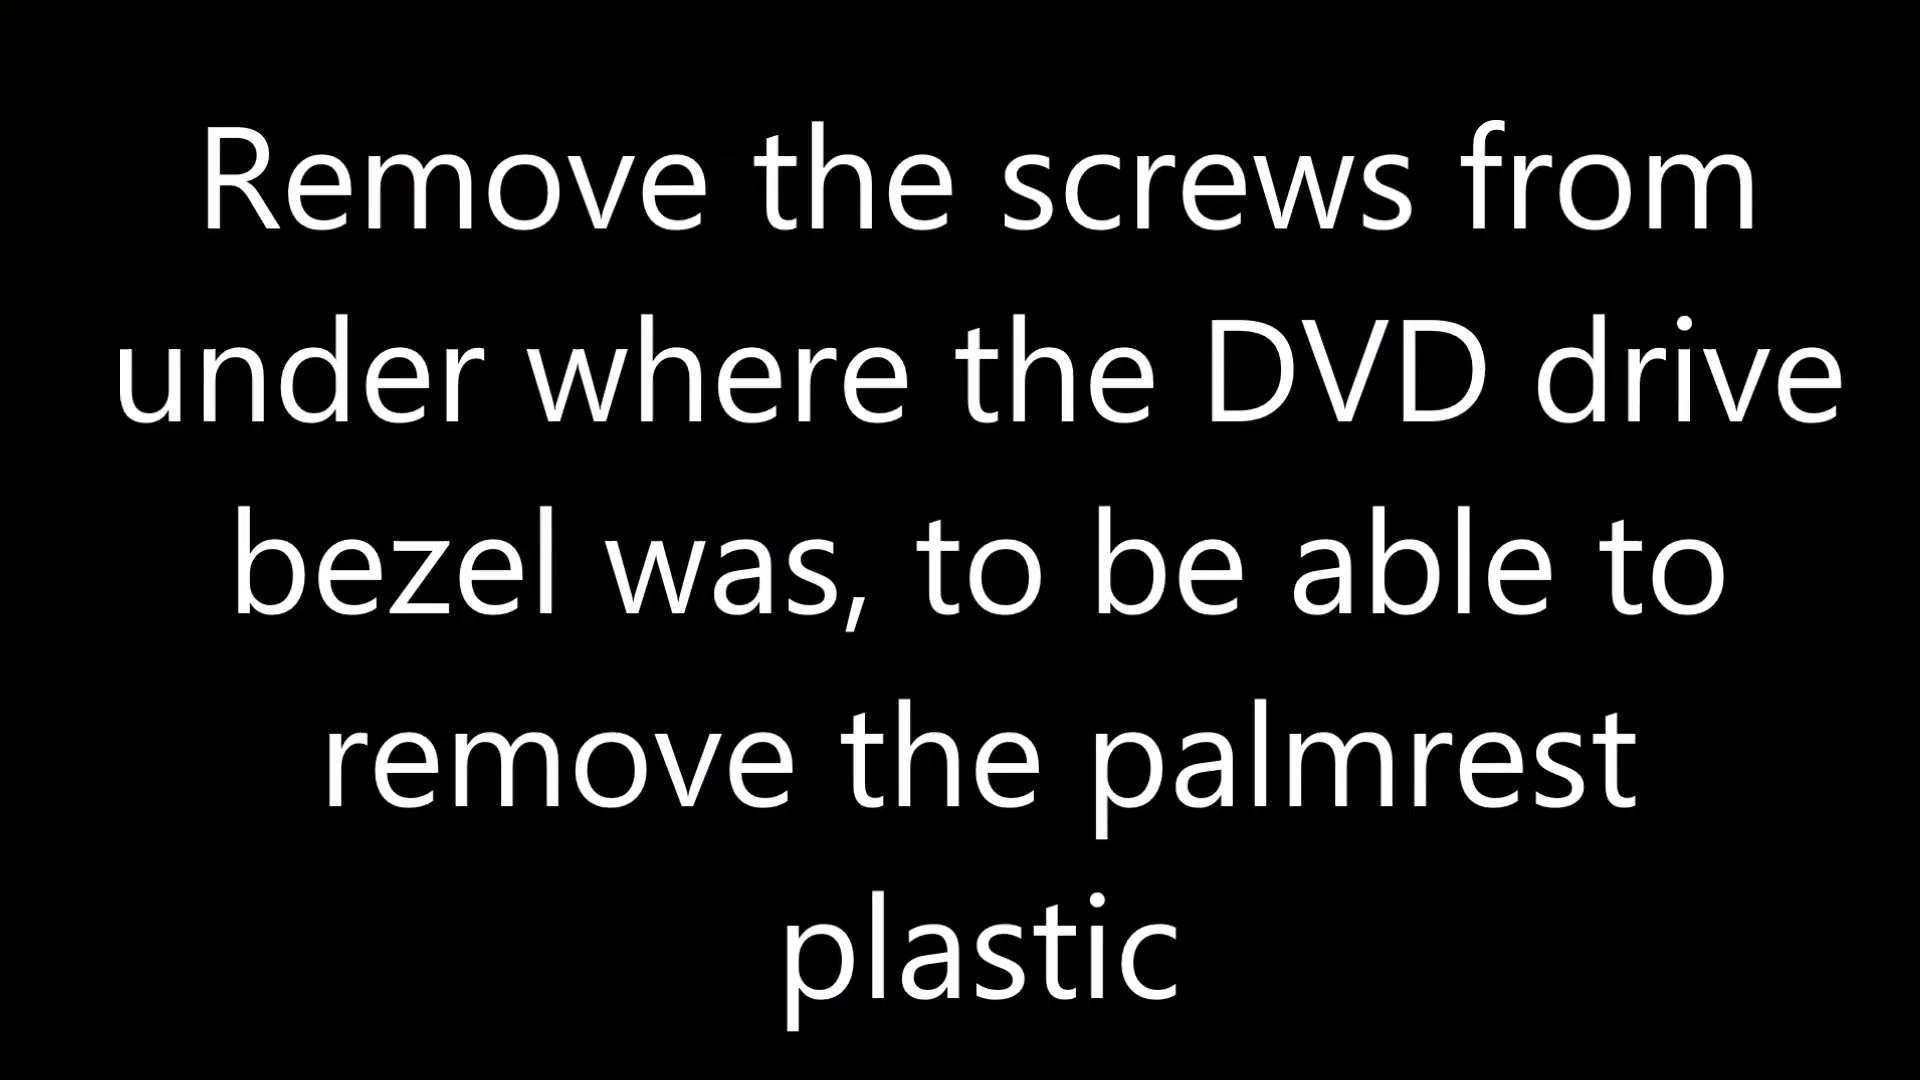 Remove the screws from
under where the DVD drive
bezel was, to be able to
remove the palmrest
plastic